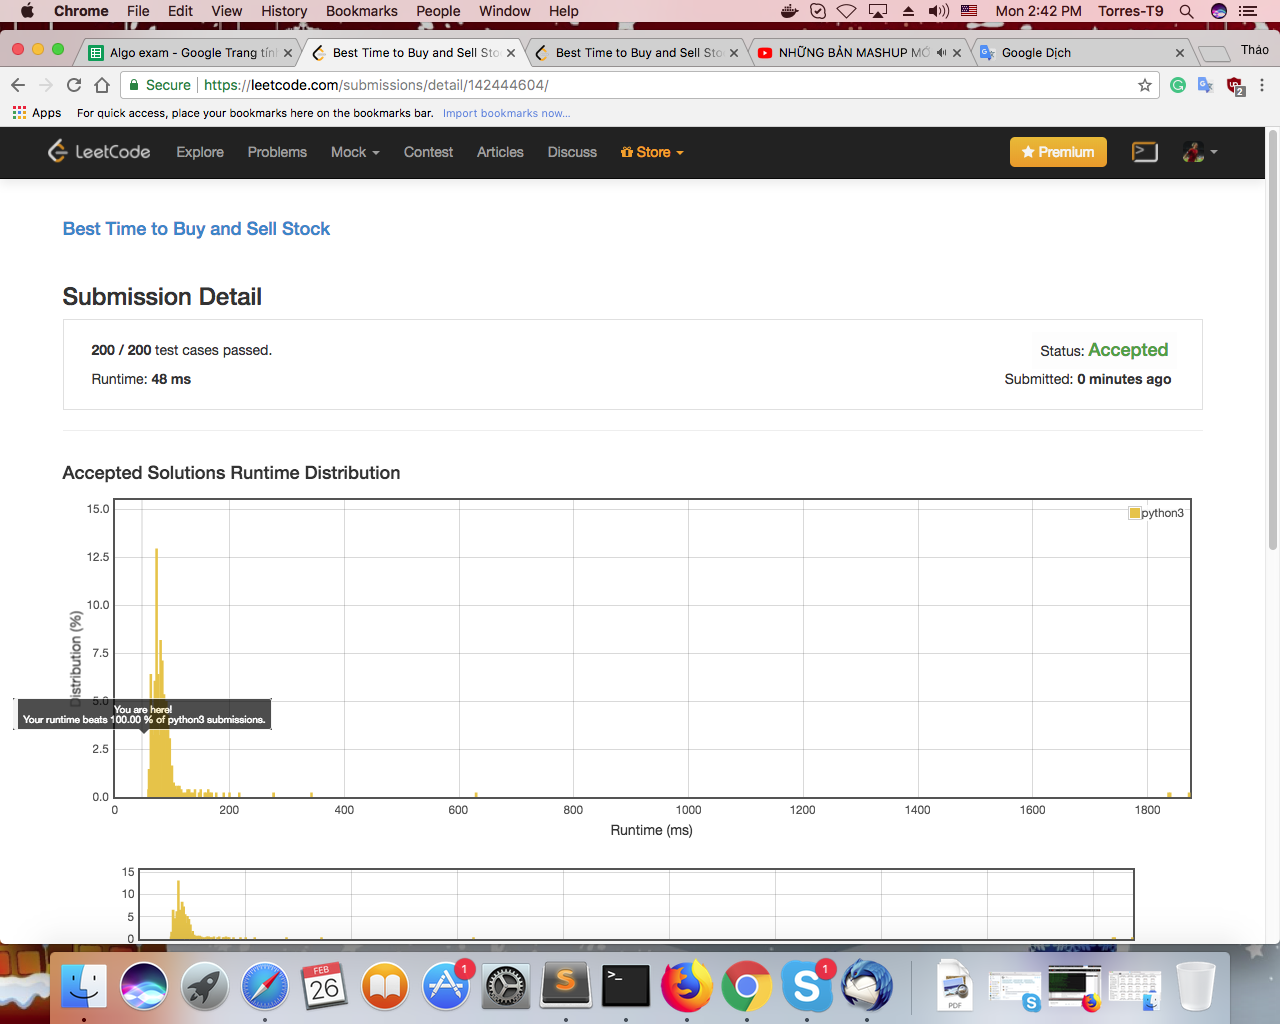 Chrome File Edit View History Bookmarks People Window Help Mon 2:42 PM Torres-T9
Algo exam - Google Trang tính Best Time to Buy and Sell Sto Best Time to Buy and Sell Sto NHỮNG BẢN MASHUP MỚ Google Dịch Thảo
Secure https://leetcode.com/submissions/detail/142444604/ 2
Apps For quick access, place your bookmarks here on the bookmarks bar. Import bookmarks now...
LeetCode Explore Problems Mock Contest Articles Discuss Store Premium
Best Time to Buy and Sell Stock
Submission Detail
200 / 200 test cases passed. Status: Accepted
Runtime: 48 ms Submitted: 0 minutes ago
Accepted Solutions Runtime Distribution
15.0
python3
12.5
10.0
7.5
Distribution (%)
5.0
You are here!
Your runtime beats 100.00 % of python3 submissions.
2.5
0.0
0 200 400 600 800 1000 1200 1400 1600 1800
Runtime (ms)
15
10
5
0
FEB
26
1
S
>_
1
PDF